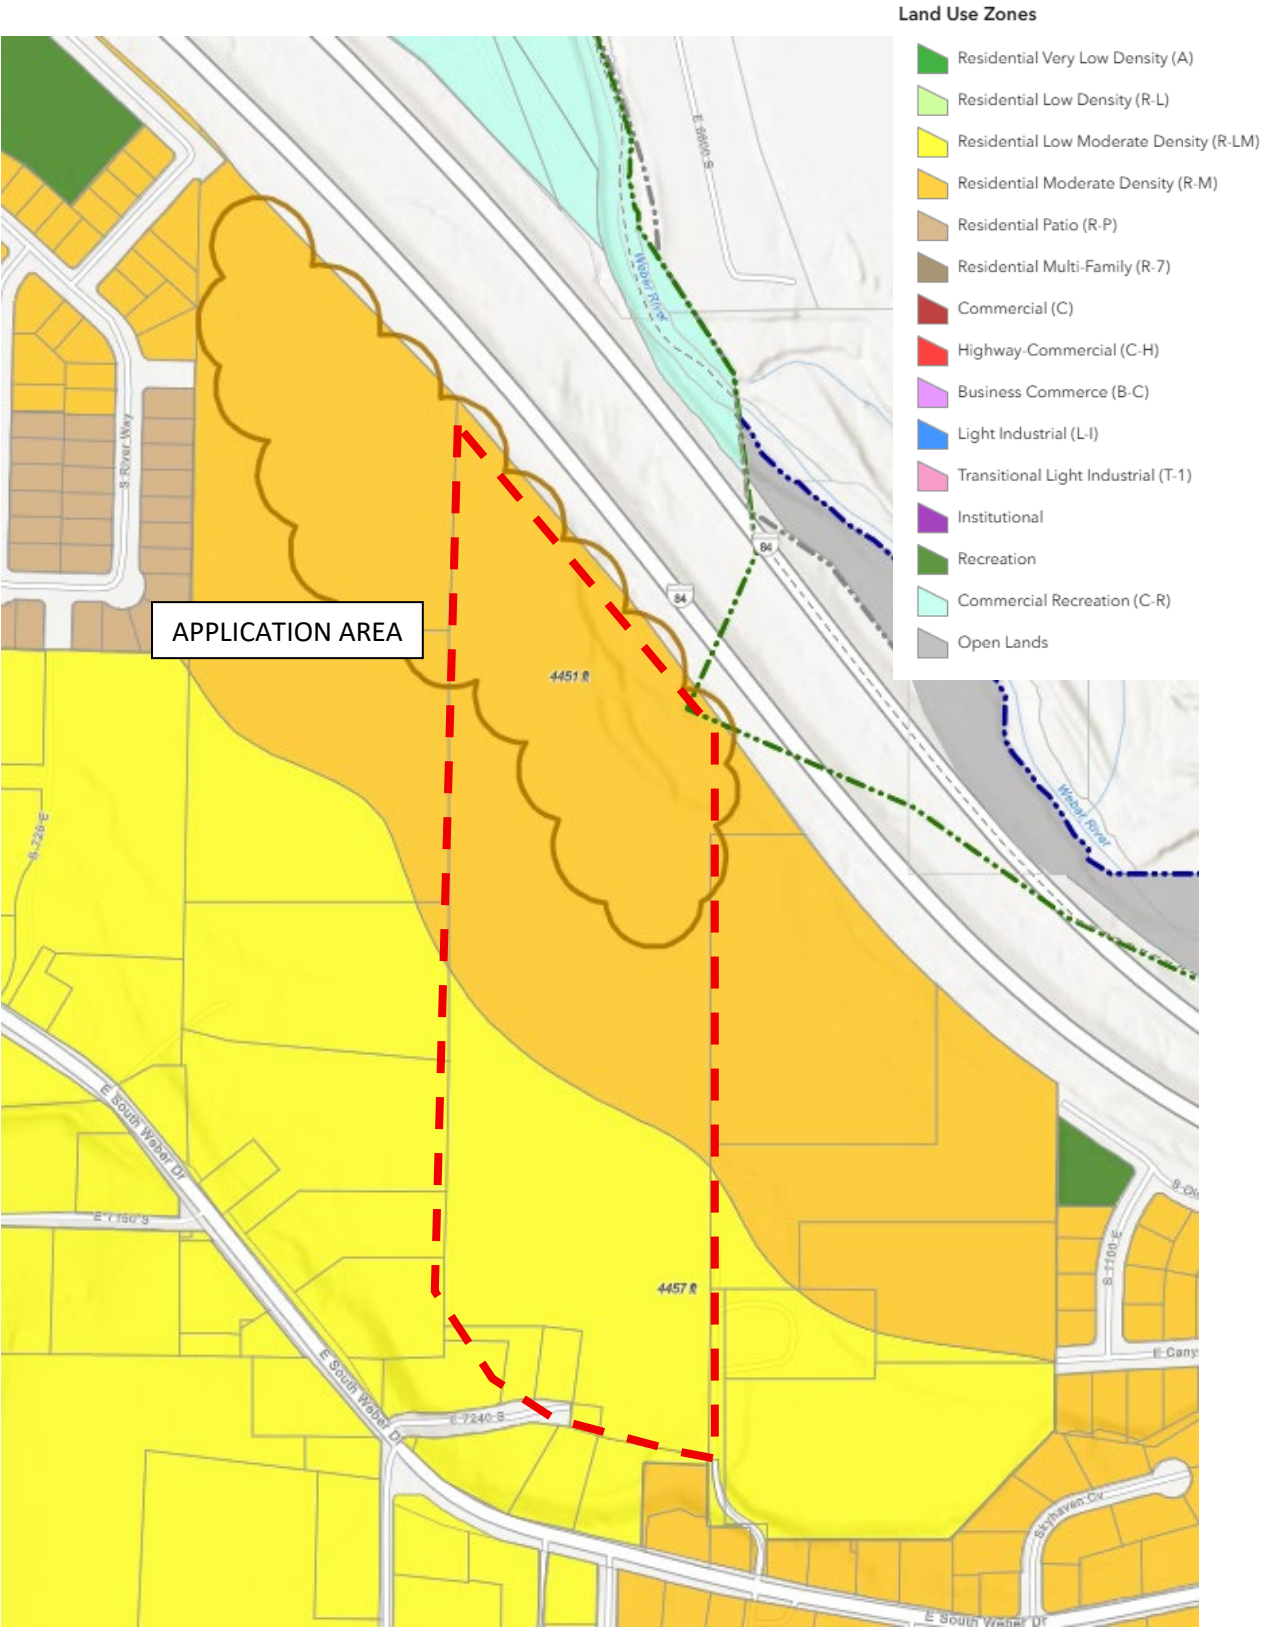 Land Use Zones
Residential Very Low Density (A)
Residential Low Density (R-L)
Residential Low Moderate Density (R-LM)
Residential Moderate Density (R-M)
Residential Patio (R-P)
Residential Multi-Family (R-7)
Commercial (C)
Highway-Commercial (C-H)
Business Commerce (B-C)
Light Industrial (L-I)
Transitional Light Industrial (T-1)
Institutional
Recreation
Commercial Recreation (C-R)
Open Lands
E 6600 S
Weber River
S River Way
84
84
APPLICATION AREA
4451 ft
Weber River
S 725 E
E South Weber Dr
E 7150 S
S 1100 E
4457 ft
E South Weber Dr
E Cany
E 7240 S
Skyhaven Cv
E South Weber Dr